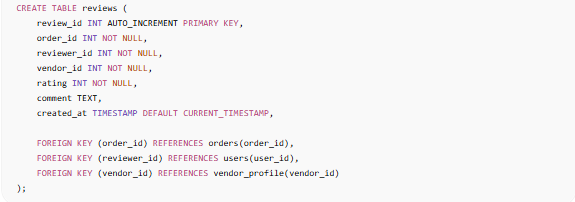 CREATE TABLE reviews (
    review_id INT AUTO_INCREMENT PRIMARY KEY,
    order_id INT NOT NULL,
    reviewer_id INT NOT NULL,
    vendor_id INT NOT NULL,
    rating INT NOT NULL,
    comment TEXT,
    created_at TIMESTAMP DEFAULT CURRENT_TIMESTAMP,

    FOREIGN KEY (order_id) REFERENCES orders(order_id),
    FOREIGN KEY (reviewer_id) REFERENCES users(user_id),
    FOREIGN KEY (vendor_id) REFERENCES vendor_profile(vendor_id)
);